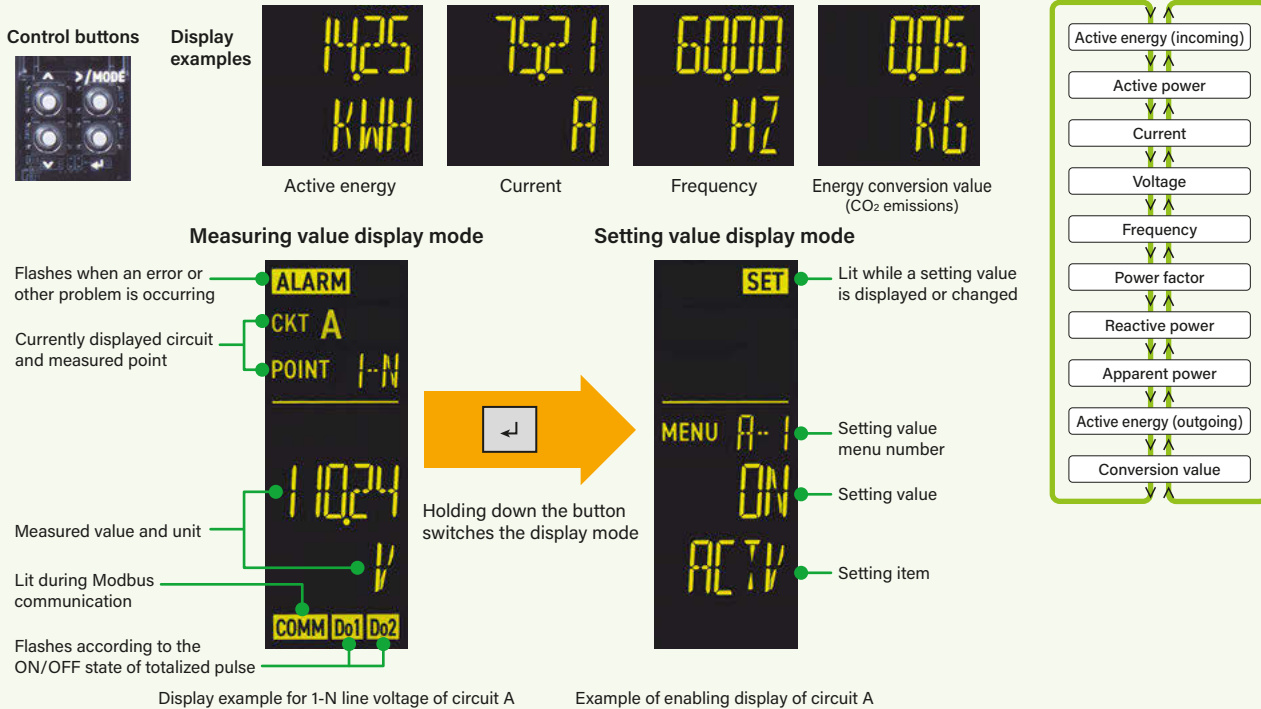 Control buttons
^ >/MODE
Display
examples
14.25
KWH
Active energy
75.21
A
Current
60.00
HZ
Frequency
0.05
KG
Energy conversion value
(CO₂ emissions)
Measuring value display mode
Flashes when an error or
other problem is occurring
Currently displayed circuit
and measured point
Measured value and unit
Lit during Modbus
communication
Flashes according to the
ON/OFF state of totalized pulse
ALARM
CKT A
POINT 1-N
110.24
V
COMM Do1 Do2
Display example for 1-N line voltage of circuit A
↵
Holding down the button
switches the display mode
Setting value display mode
SET
MENU A-1
ON
ACTV
Lit while a setting value
is displayed or changed
Setting value
menu number
Setting value
Setting item
Example of enabling display of circuit A
Active energy (incoming)
Active power
Current
Voltage
Frequency
Power factor
Reactive power
Apparent power
Active energy (outgoing)
Conversion value